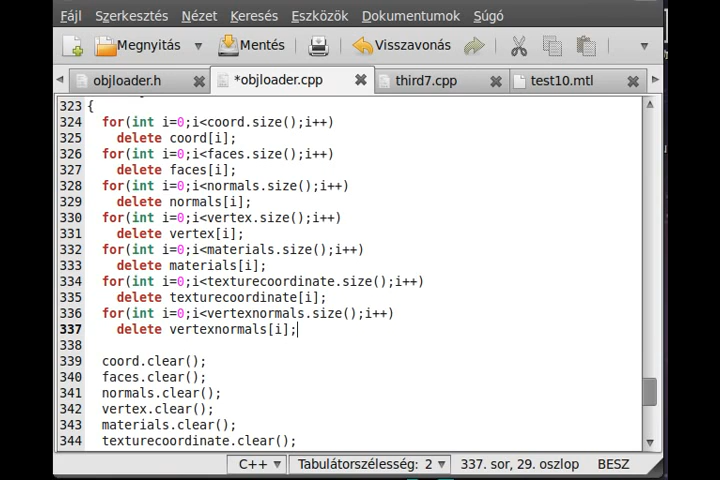 Fájl Szerkesztés Nézet Keresés Eszközök Dokumentumok Súgó
Megnyitás Mentés Visszavonás
objloader.h *objloader.cpp third7.cpp test10.mtl
323 {
324 for(int i=0;i<coord.size();i++)
325 delete coord[i];
326 for(int i=0;i<faces.size();i++)
327 delete faces[i];
328 for(int i=0;i<normals.size();i++)
329 delete normals[i];
330 for(int i=0;i<vertex.size();i++)
331 delete vertex[i];
332 for(int i=0;i<materials.size();i++)
333 delete materials[i];
334 for(int i=0;i<texturecoordinate.size();i++)
335 delete texturecoordinate[i];
336 for(int i=0;i<vertexnormals.size();i++)
337 delete vertexnormals[i];
338
339 coord.clear();
340 faces.clear();
341 normals.clear();
342 vertex.clear();
343 materials.clear();
344 texturecoordinate.clear();
C++ Tabulátorszélesség: 2 337. sor, 29. oszlop BESZ